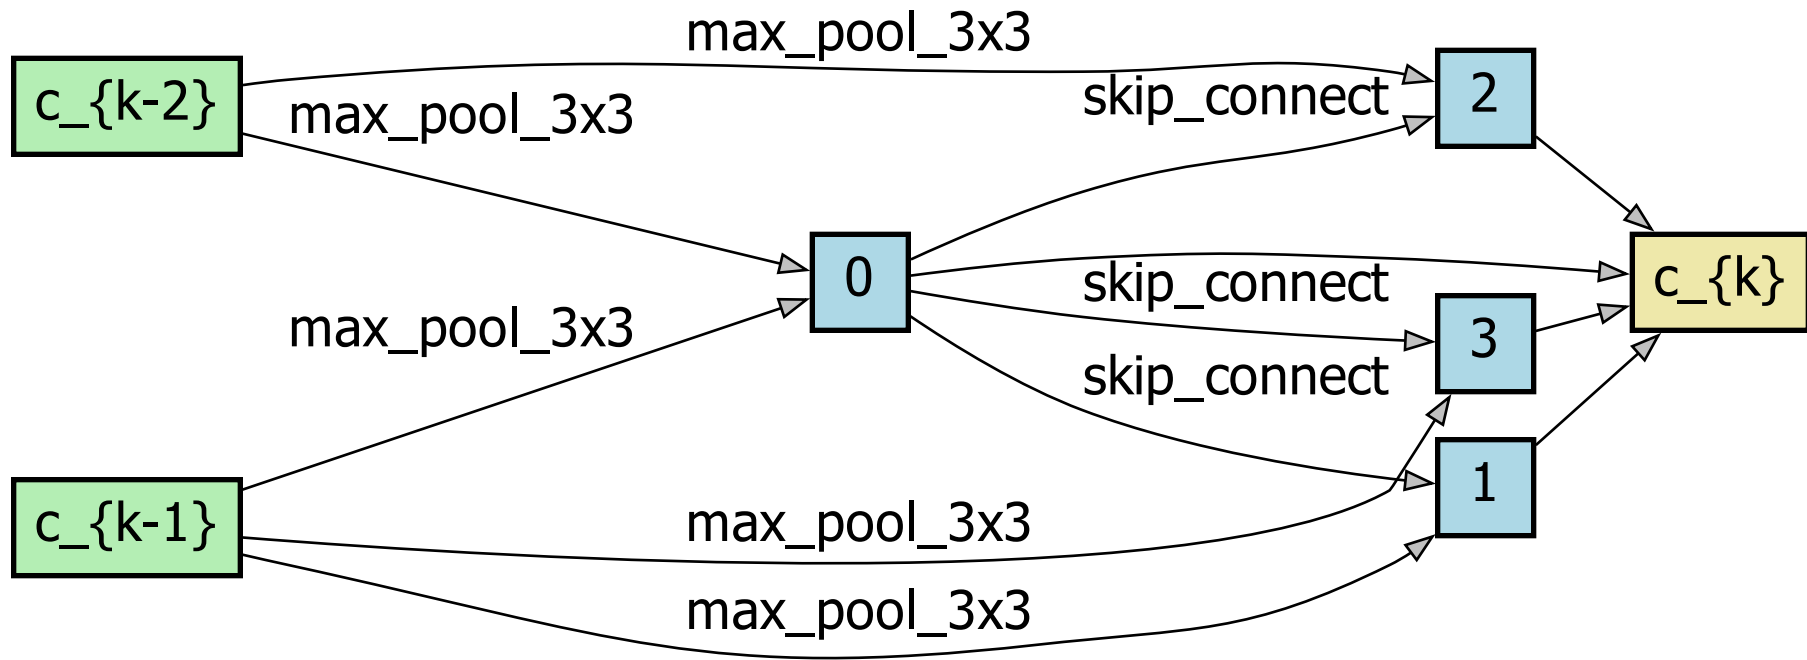 max_pool_3x3
c_{k-2}
max_pool_3x3
skip_connect
2
0
c_{k}
max_pool_3x3
skip_connect
3
skip_connect
c_{k-1}
max_pool_3x3
1
max_pool_3x3